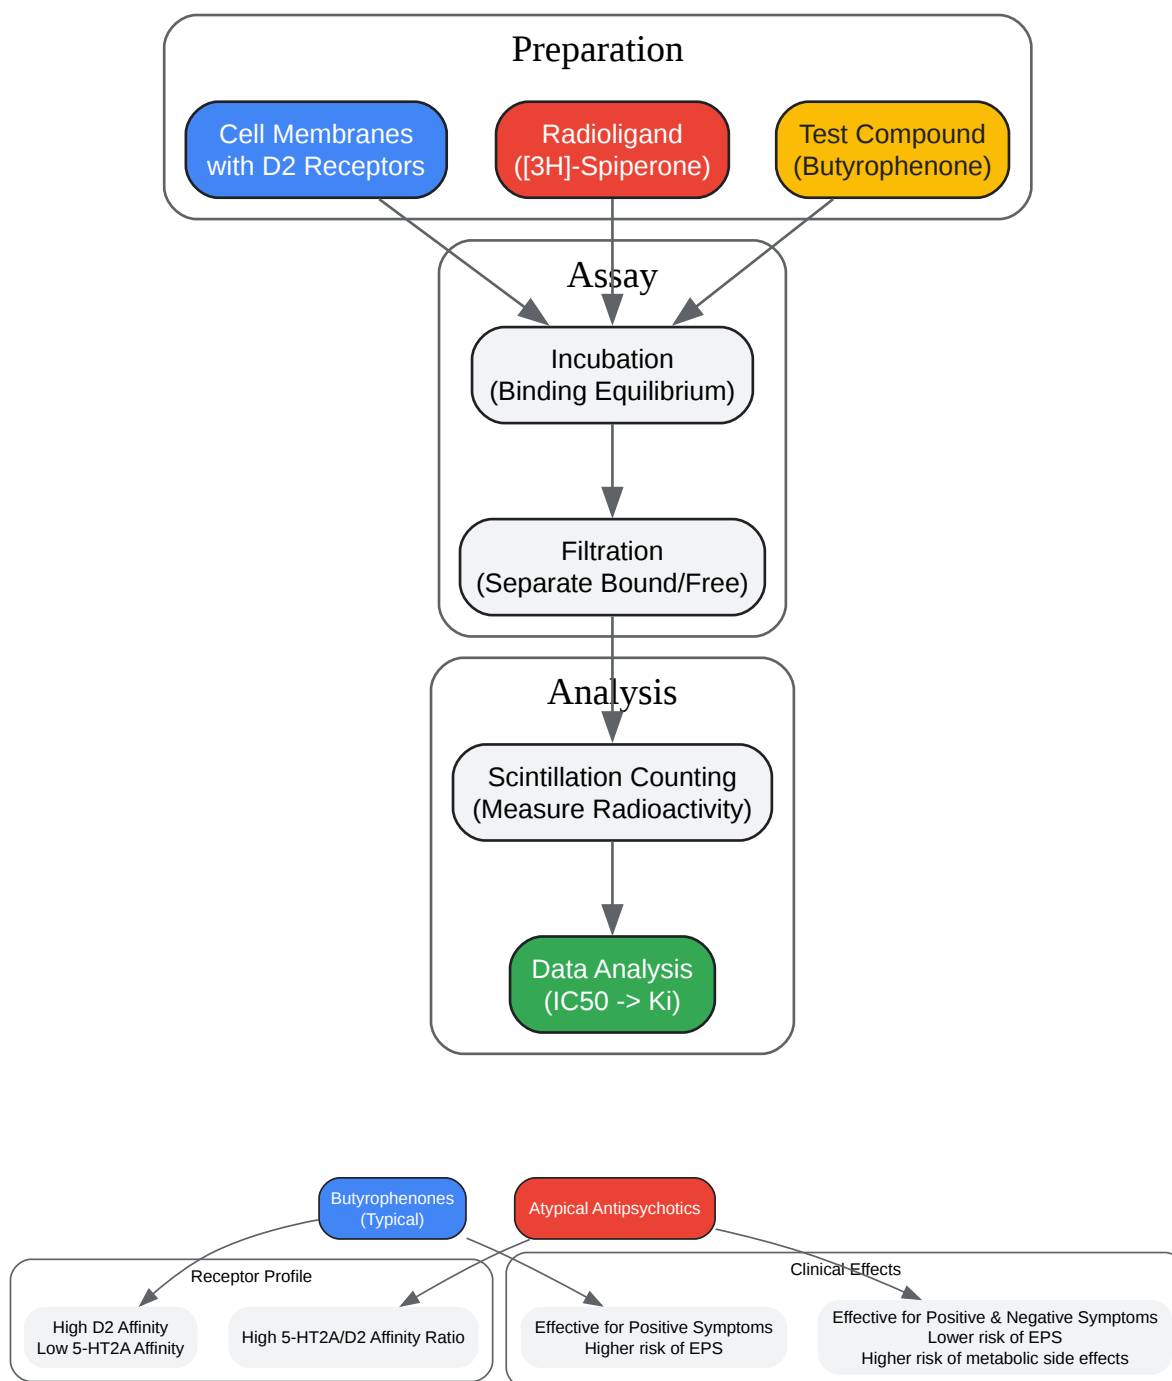 Preparation
Cell Membranes
with D2 Receptors
Radioligand
([3H]-Spiperone)
Test Compound
(Butyrophenone)
Assay
Incubation
(Binding Equilibrium)
Filtration
(Separate Bound/Free)
Analysis
Scintillation Counting
(Measure Radioactivity)
Data Analysis
(IC50 -> Ki)
Butyrophenones
(Typical)
Atypical Antipsychotics
Receptor Profile
High D2 Affinity
Low 5-HT2A Affinity
High 5-HT2A/D2 Affinity Ratio
Clinical Effects
Effective for Positive Symptoms
Higher risk of EPS
Effective for Positive & Negative Symptoms
Lower risk of EPS
Higher risk of metabolic side effects